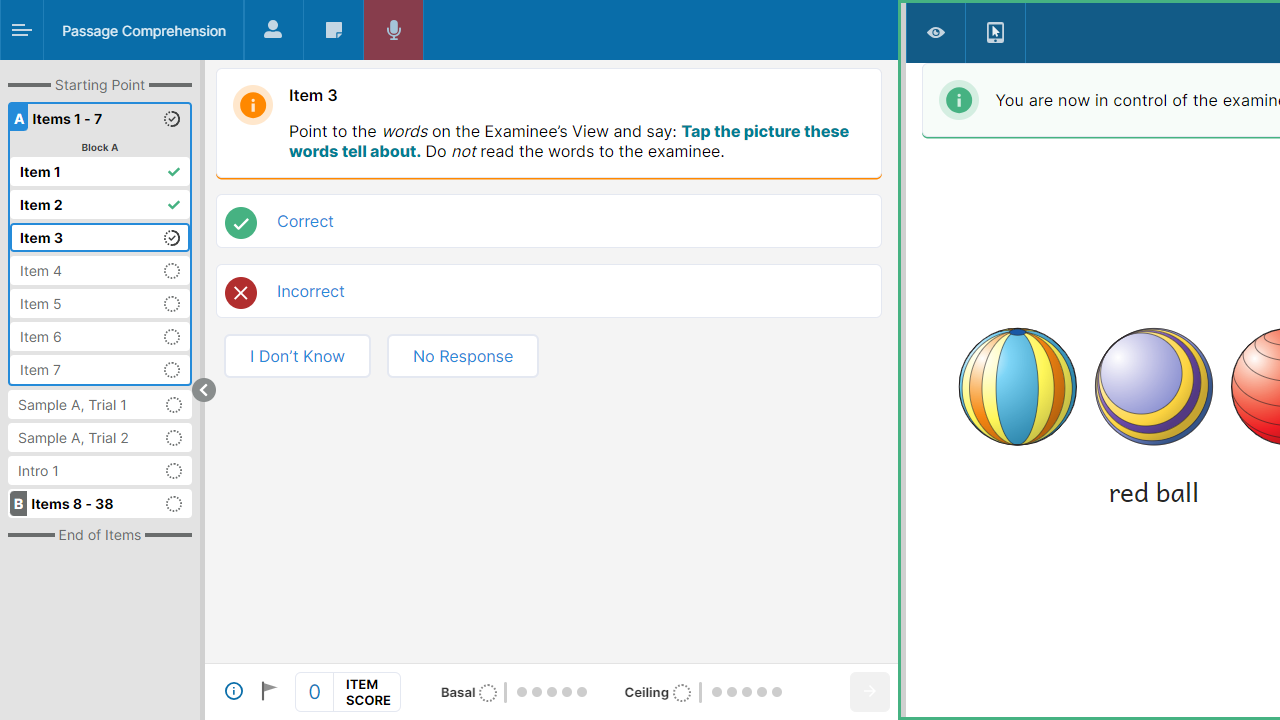 Passage Comprehension
Starting Point
A Items 1 - 7
Block A
Item 1
Item 2
Item 3
Item 4
Item 5
Item 6
Item 7
Sample A, Trial 1
Sample A, Trial 2
Intro 1
B Items 8 - 38
End of Items
Item 3
Point to the words on the Examinee’s View and say: Tap the picture these
words tell about. Do not read the words to the examinee.
Correct
Incorrect
I Don’t Know
No Response
0 ITEM
SCORE
Basal
Ceiling
You are now in control of the
red ball